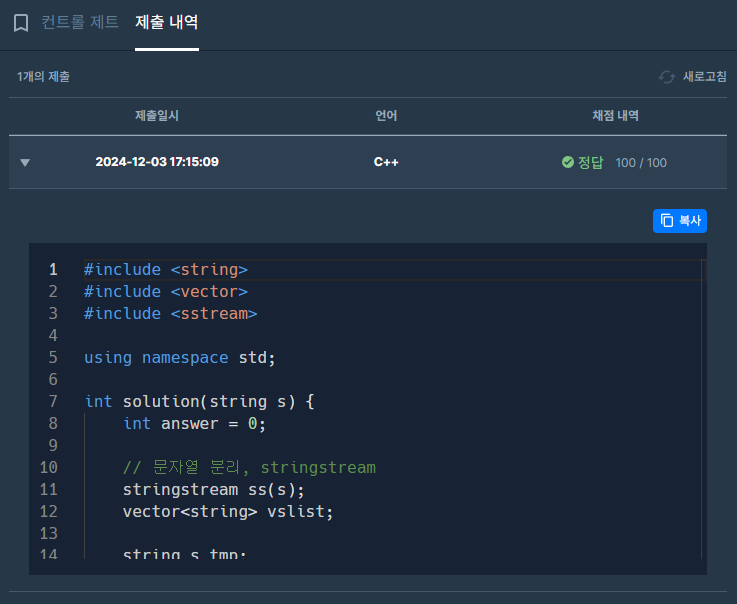 컨트롤 제트 제출 내역
1개의 제출 새로고침
제출일시 언어 채점 내역
2024-12-03 17:15:09 C++ 정답 100 / 100
복사
1 #include <string>
2 #include <vector>
3 #include <sstream>
4
5 using namespace std;
6
7 int solution(string s) {
8 int answer = 0;
9
10 // 문자열 분리, stringstream
11 stringstream ss(s);
12 vector<string> vslist;
13
14 string s_tmp;